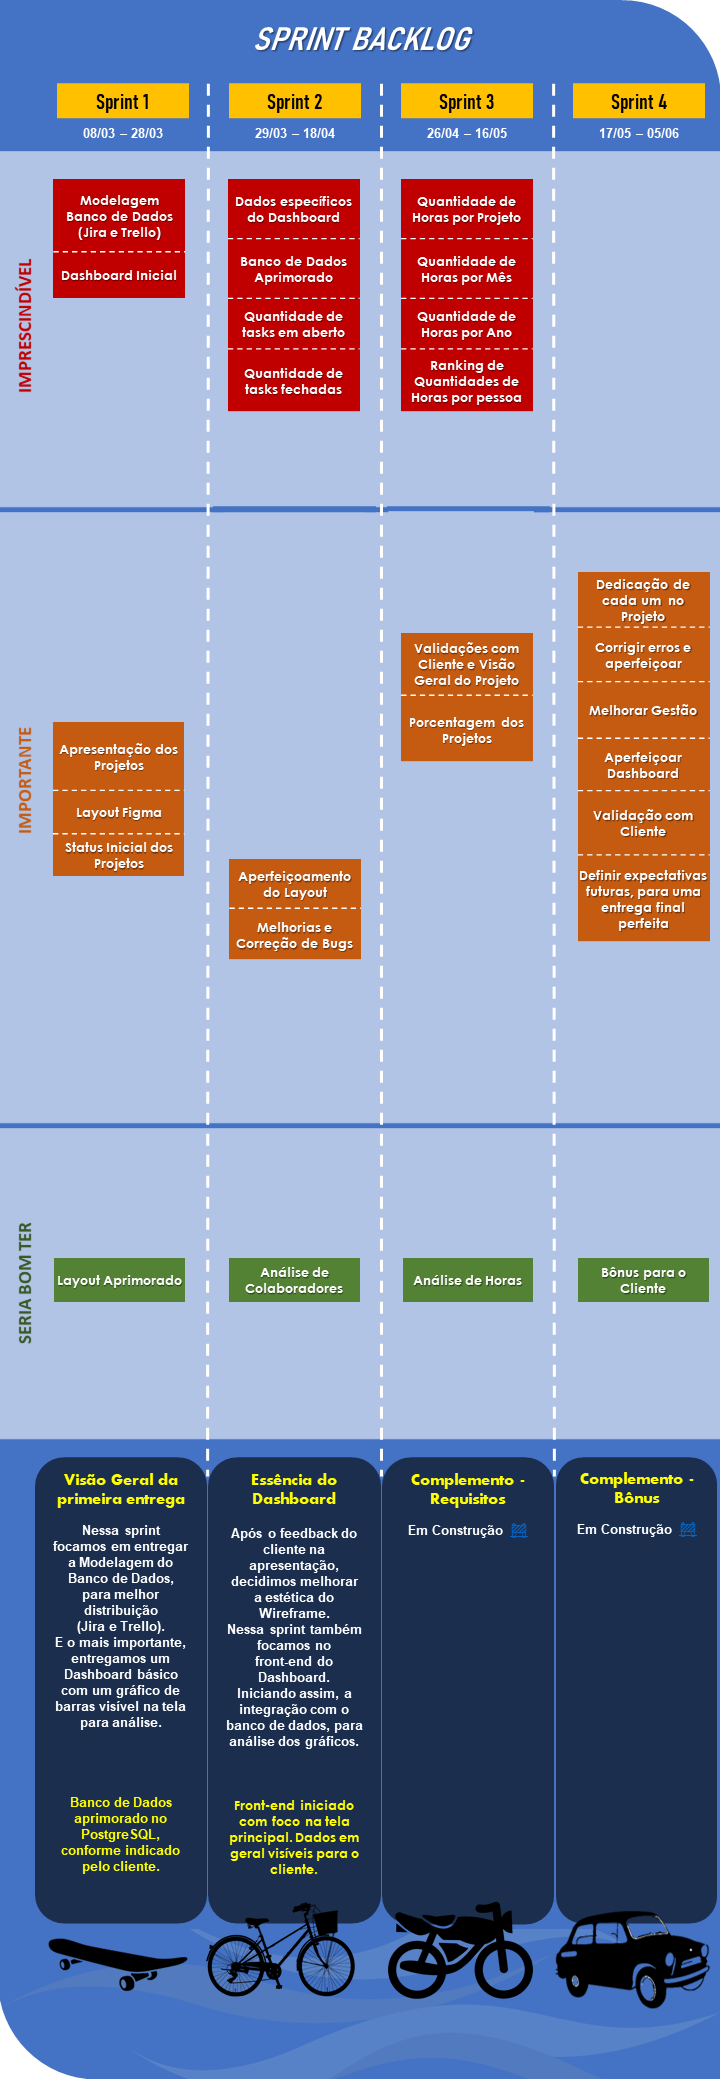 SPRINT BACKLOG
Sprint 1
08/03 – 28/03
Sprint 2
29/03 – 18/04
Sprint 3
26/04 – 16/05
Sprint 4
17/05 – 05/06
IMPRESCINDÍVEL
Modelagem
Banco de Dados
(Jira e Trello)
Dashboard Inicial
Dados específicos
do Dashboard
Banco de Dados
Aprimorado
Quantidade de
tasks em aberto
Quantidade de
tasks fechadas
Quantidade de
Horas por Projeto
Quantidade de
Horas por Mês
Quantidade de
Horas por Ano
Ranking de
Quantidades de
Horas por pessoa
IMPORTANTE
Apresentação dos
Projetos
Layout Figma
Status Inicial dos
Projetos
Aperfeiçoamento
do Layout
Melhorias e
Correção de Bugs
Validações com
Cliente e Visão
Geral do Projeto
Porcentagem dos
Projetos
Dedicação de
cada um no
Projeto
Corrigir erros e
aperfeiçoar
Melhorar Gestão
Aperfeiçoar
Dashboard
Validação com
Cliente
Definir expectativas
futuras, para uma
entrega final
perfeita
SERIA BOM TER
Layout Aprimorado
Análise de
Colaboradores
Análise de Horas
Bônus para o
Cliente
Visão Geral da
primeira entrega
Nessa sprint
focamos em entregar
a Modelagem do
Banco de Dados,
para melhor
distribuição
(Jira e Trello).
E o mais importante,
entregamos um
Dashboard básico
com um gráfico de
barras visível na tela
para análise.
Banco de Dados
aprimorado no
PostgreSQL,
conforme indicado
pelo cliente.
Essência do
Dashboard
Após o feedback do
cliente na
apresentação,
decidimos melhorar
a estética do
Wireframe.
Nessa sprint também
focamos no
front-end do
Dashboard.
Iniciando assim, a
integração com o
banco de dados, para
análise dos gráficos.
Front-end iniciado
com foco na tela
principal. Dados em
geral visíveis para o
cliente.
Complemento -
Requisitos
Em Construção
Complemento -
Bônus
Em Construção